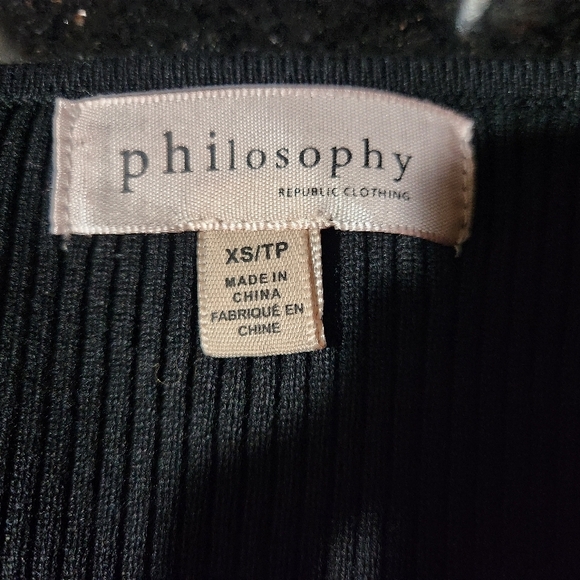 philosophy
REPUBLIC CLOTHING
XS/TP
MADE IN
CHINA
FABRIQUÉ EN
CHINE